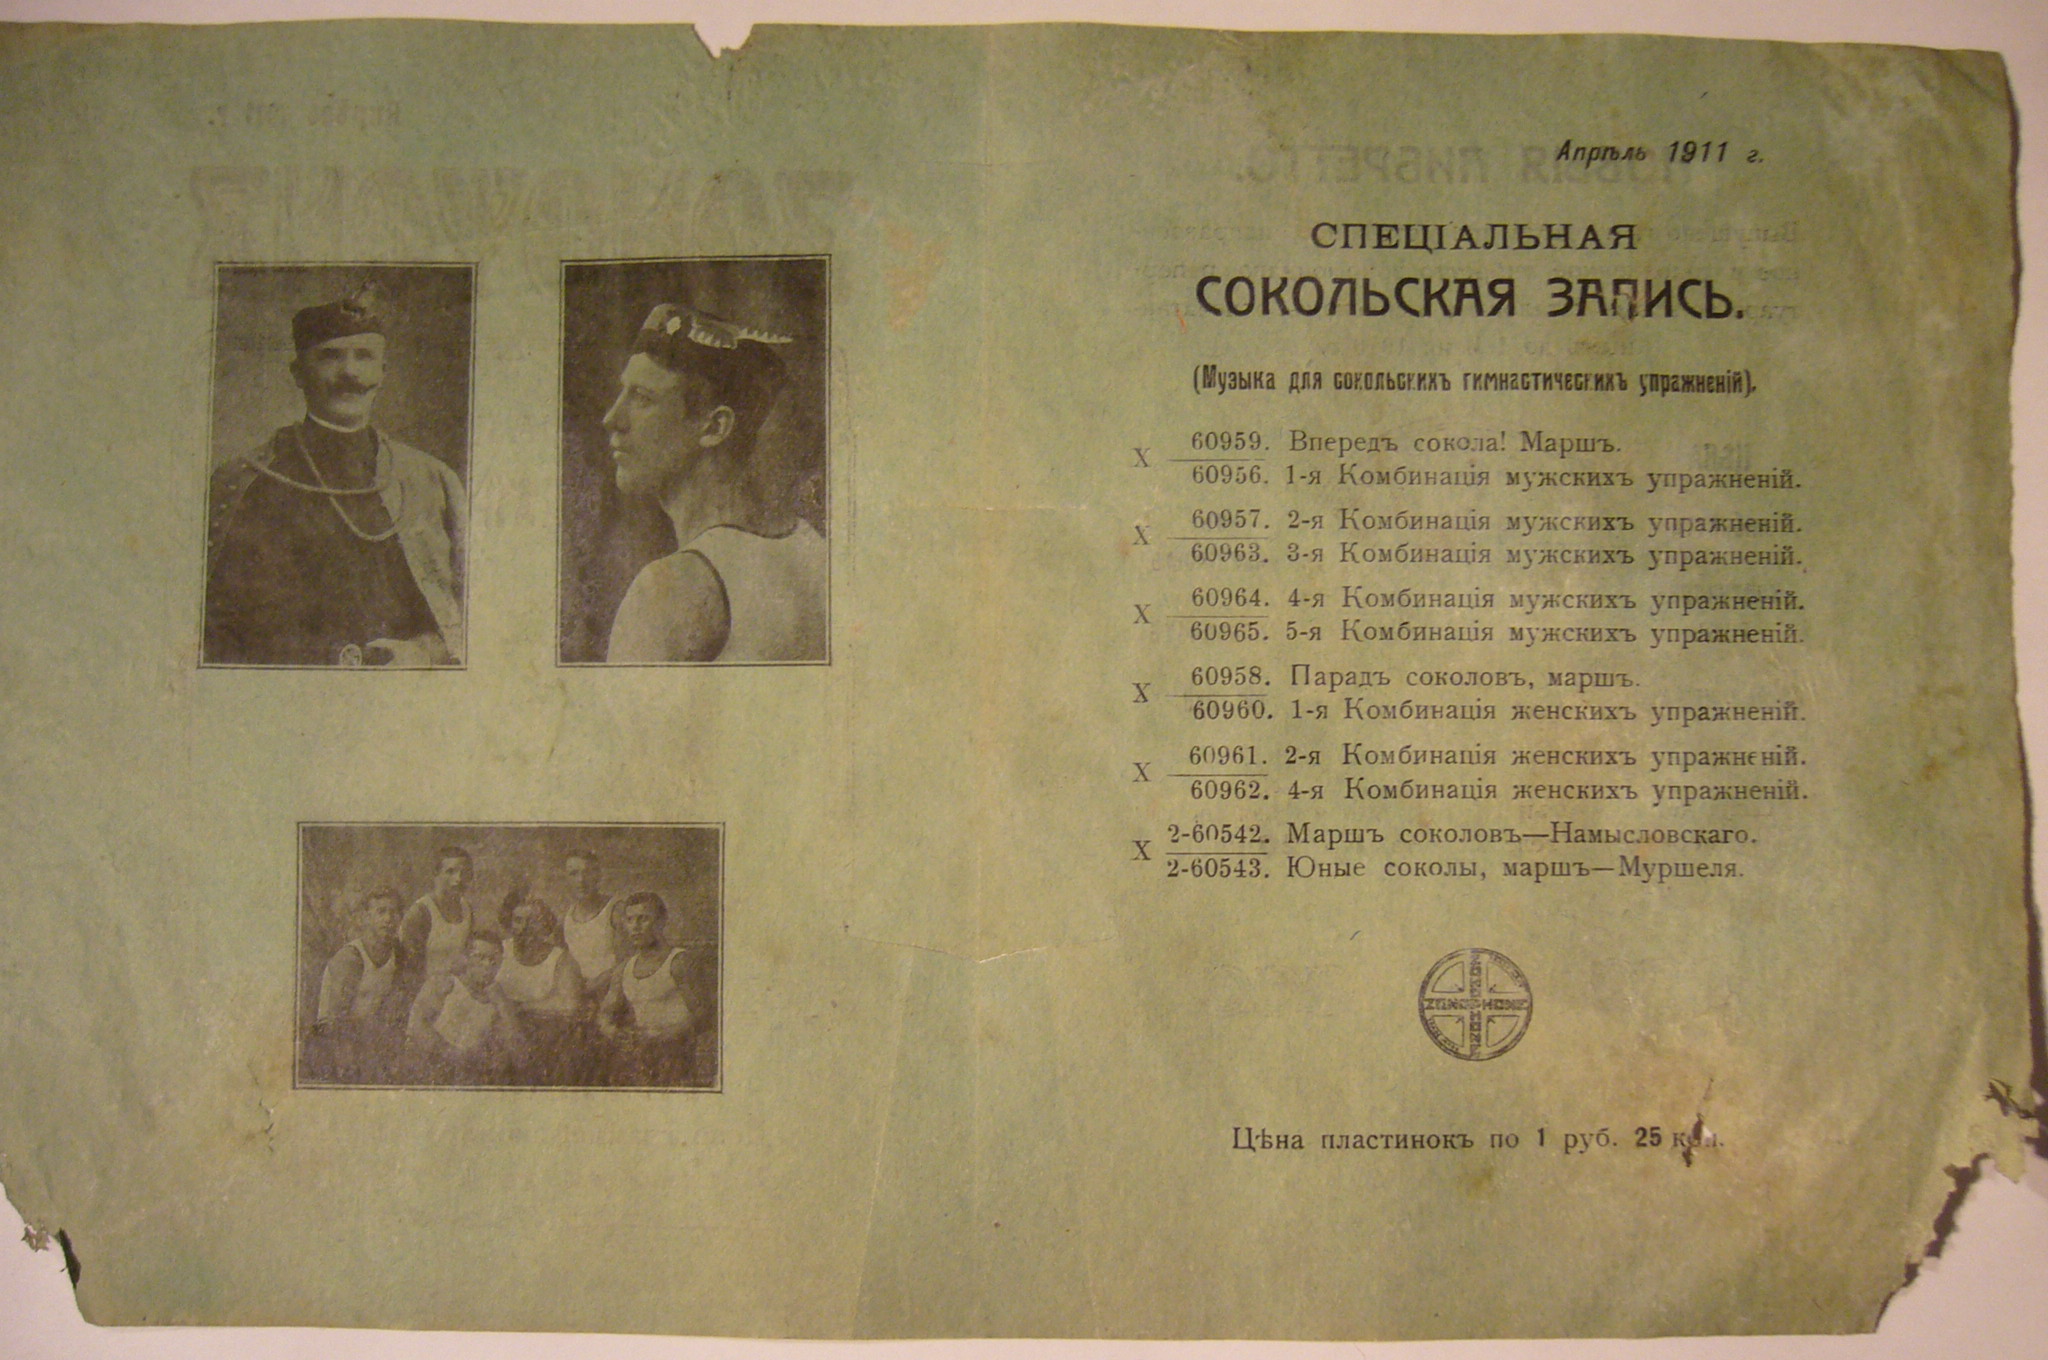 Апрѣль 1911 г.
СПЕЦІАЛЬНАЯ
СОКОЛЬСКАЯ ЗАПИСЬ.
(Музыка для сокольскихъ гимнастическихъ упражненій).
X 60959. Впередъ сокола! Маршъ.
60956. 1-я Комбинація мужскихъ упражненій.
X 60957. 2-я Комбинація мужскихъ упражненій.
60963. 3-я Комбинація мужскихъ упражненій.
X 60964. 4-я Комбинація мужскихъ упражненій.
60965. 5-я Комбинація мужскихъ упражненій.
X 60958. Парадъ соколовъ, маршъ.
60960. 1-я Комбинація женскихъ упражненій.
X 60961. 2-я Комбинація женскихъ упражненій.
60962. 4-я Комбинація женскихъ упражненій.
X 2-60542. Маршъ соколовъ—Намысловскаго.
2-60543. Юные соколы, маршъ—Муршеля.
ZONOPHONE
Цѣна пластинокъ по 1 руб. 25 коп.